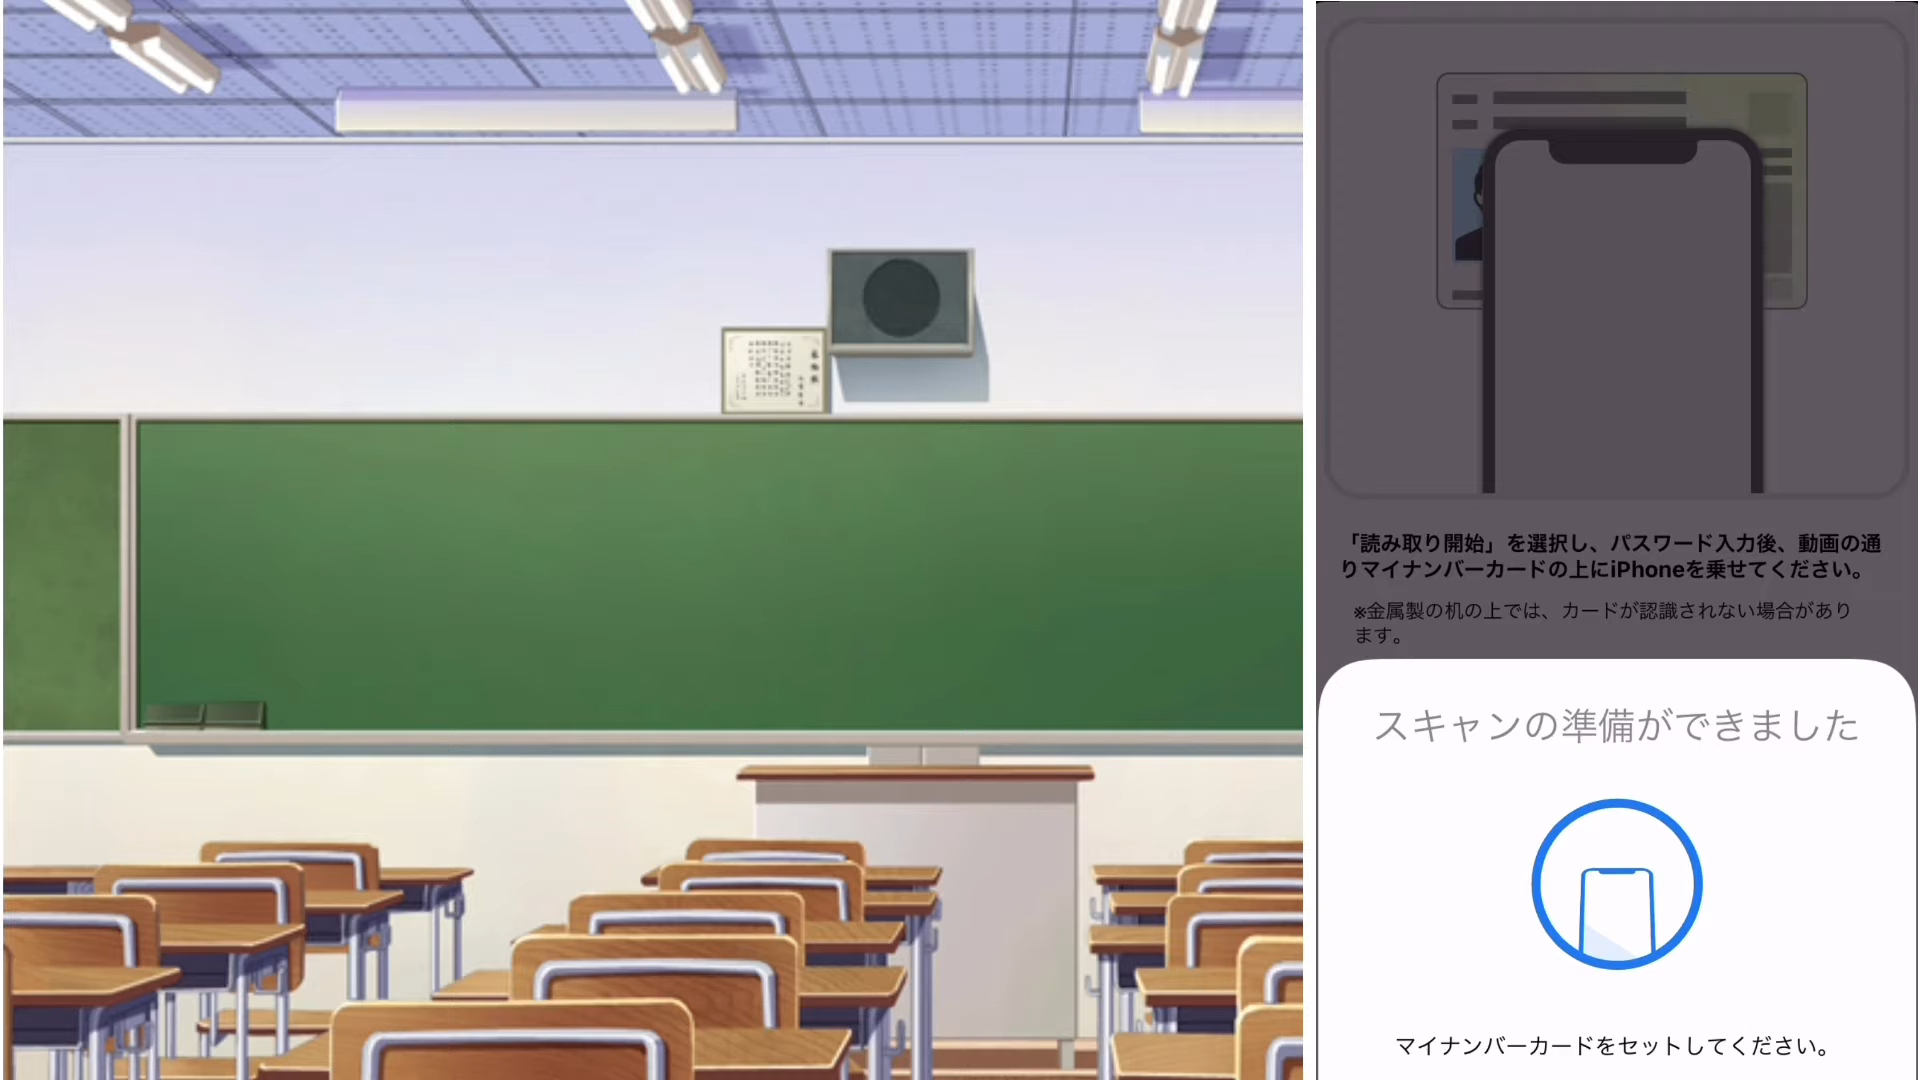 「読み取り開始」を選択し、パスワード入力後、動画の通
りマイナンバーカードの上にiPhoneを乗せてください。
※金属製の机の上では、カードが認識されない場合があり
ます。
スキャンの準備ができました
マイナンバーカードをセットしてください。